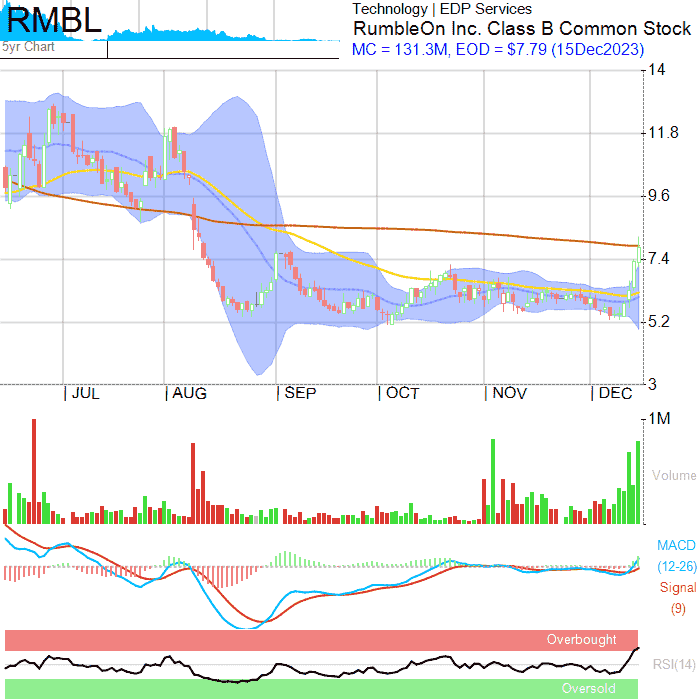 RMBL
5yr Chart
Technology | EDP Services
RumbleOn Inc. Class B Common Stock
MC = 131.3M, EOD = $7.79 (15Dec2023)
14
11.8
9.6
7.4
5.2
3
JUL AUG SEP OCT NOV DEC
1M
Volume
MACD
(12-26)
Signal
(9)
Overbought
RSI(14)
Oversold